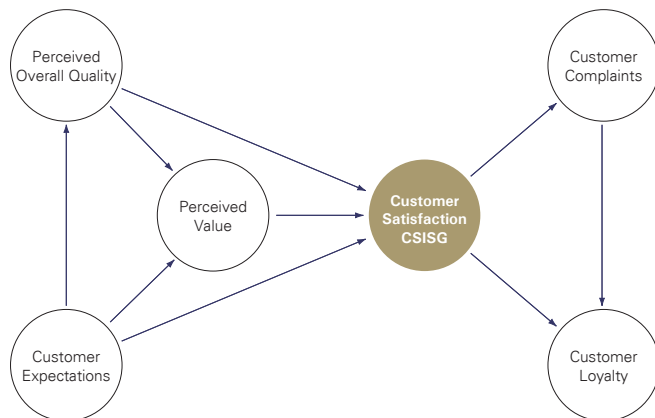 Perceived
Overall Quality
Customer
Complaints
Perceived
Value
Customer
Satisfaction
CSISG
Customer
Expectations
Customer
Loyalty